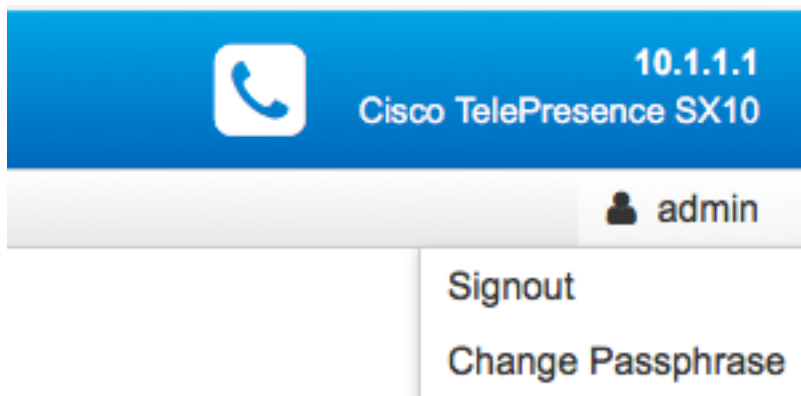 10.1.1.1
Cisco TelePresence SX10
admin
Signout
Change Passphrase